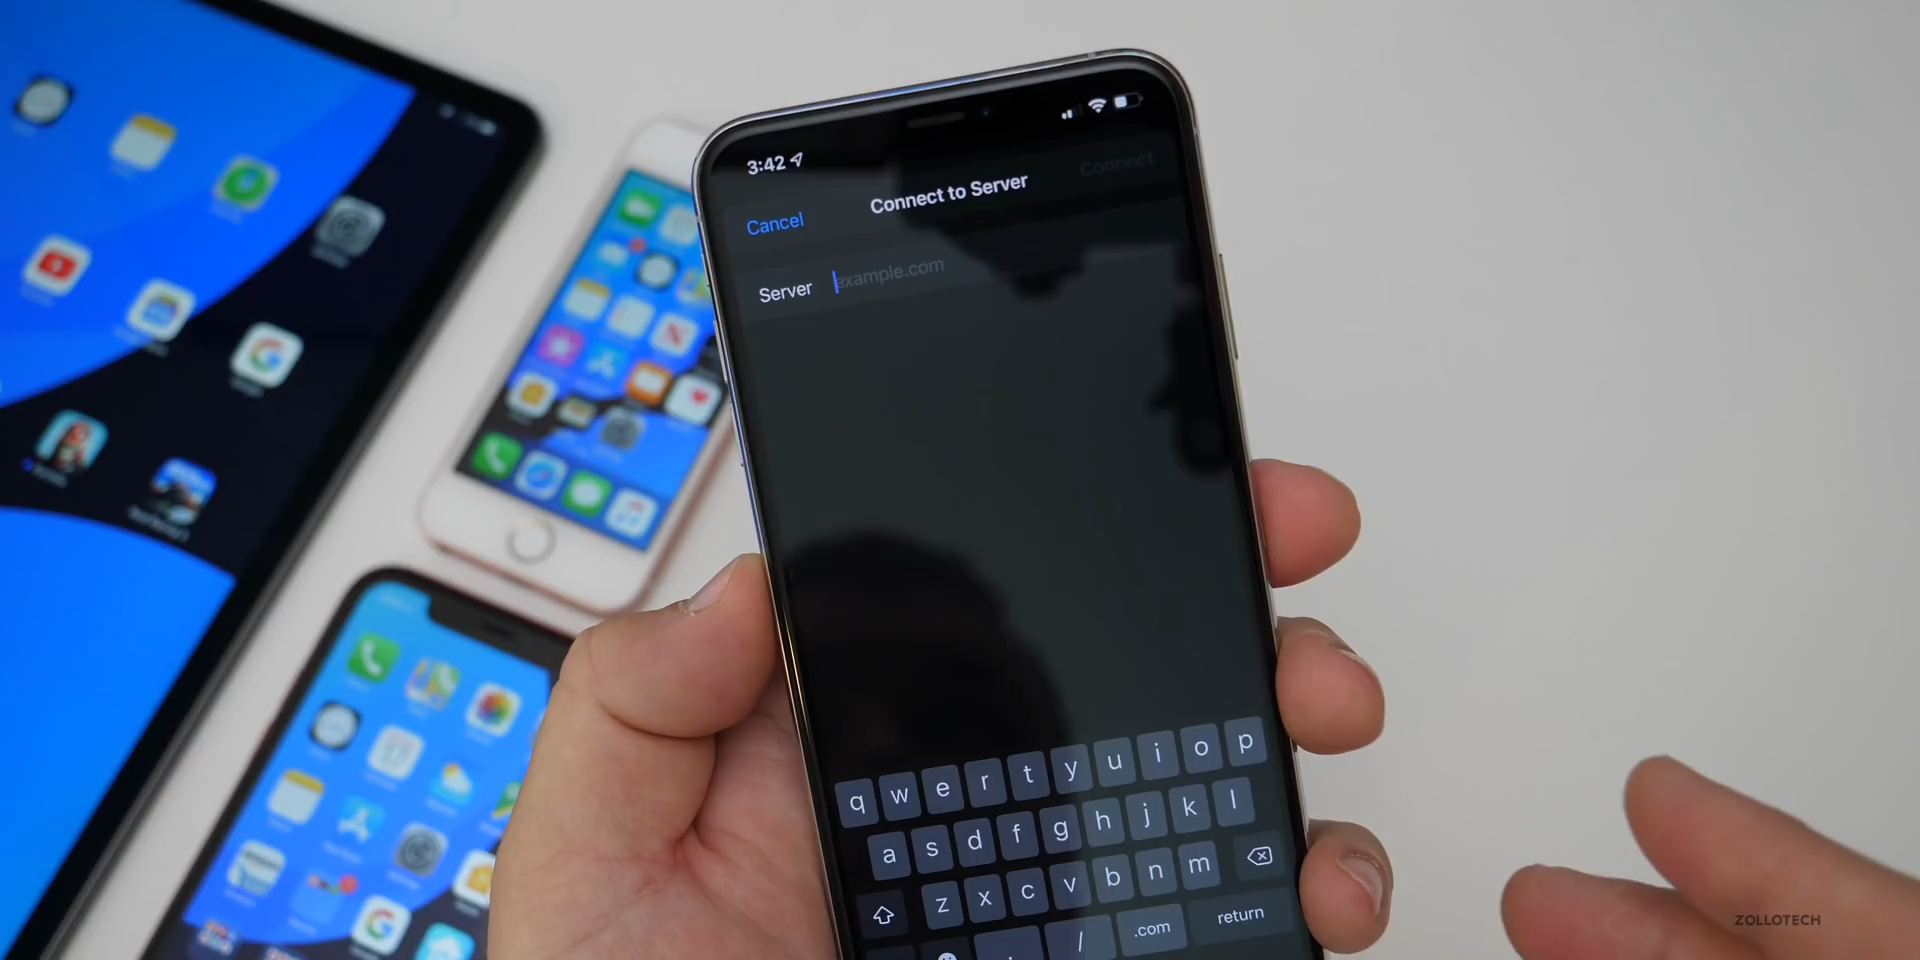 3:42
Connect
Connect to Server
Cancel
Server example.com
q w e r t y u i o p
a s d f g h j k l
z x c v b n m
. / .com return
ZOLLOTECH